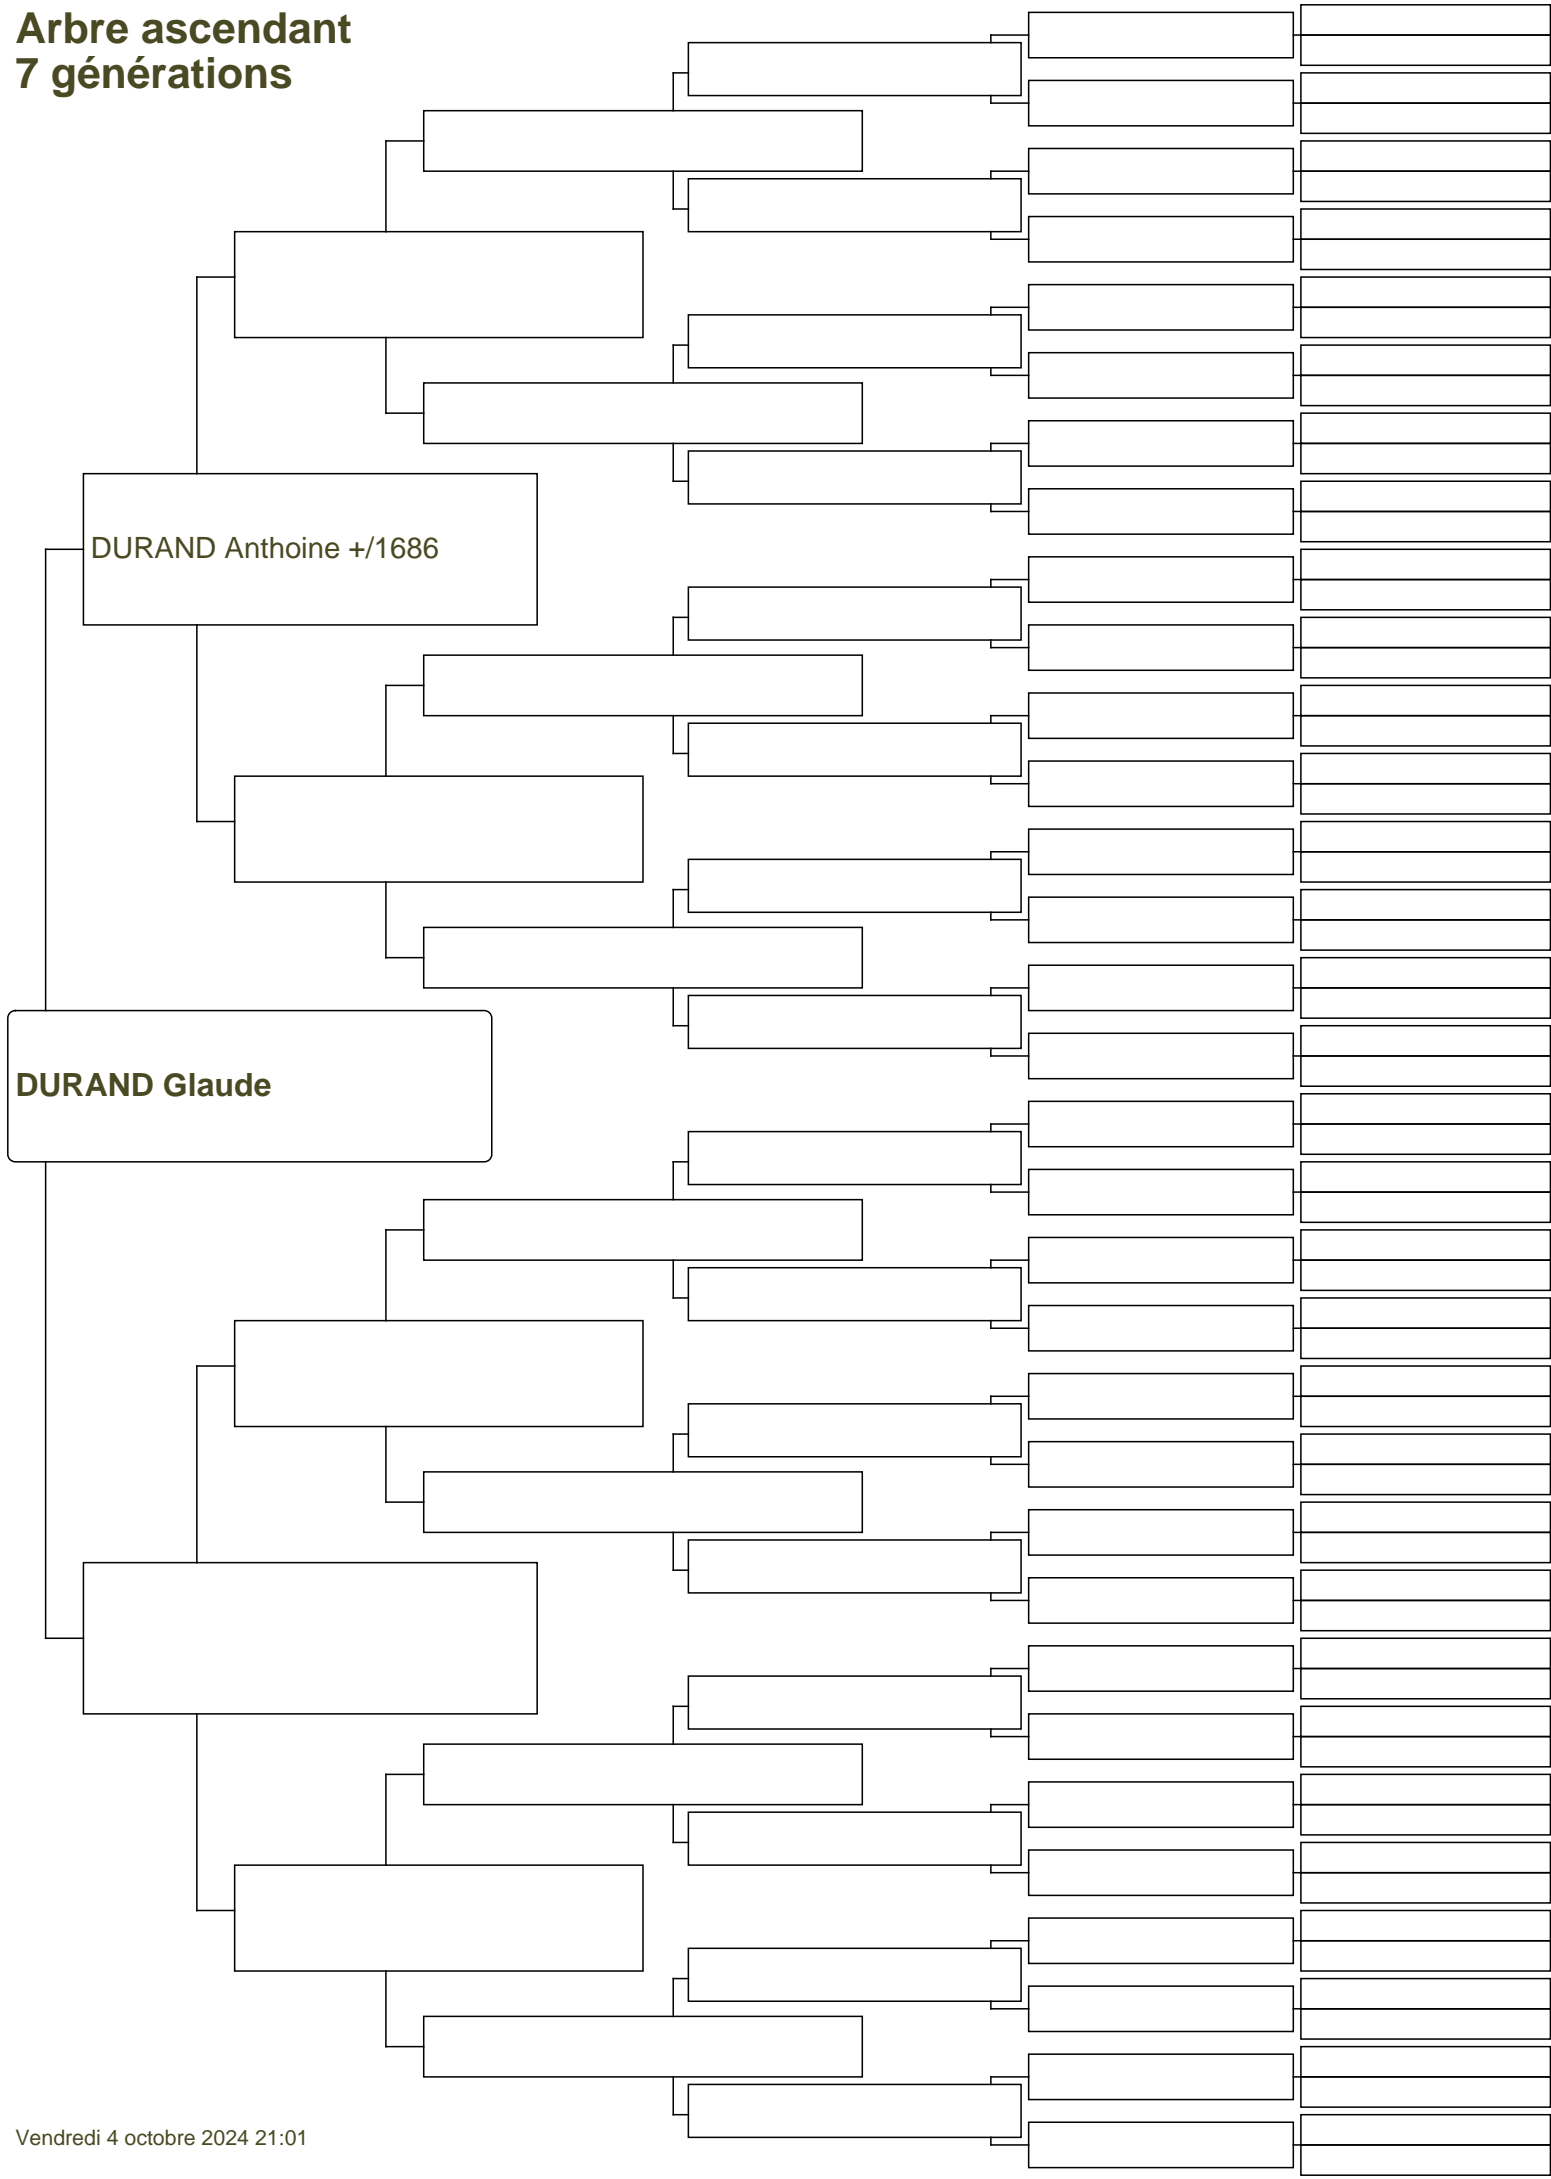 Arbre ascendant
7 générations
DURAND Anthoine +/1686
DURAND Glaude
Vendredi 4 octobre 2024 21:01